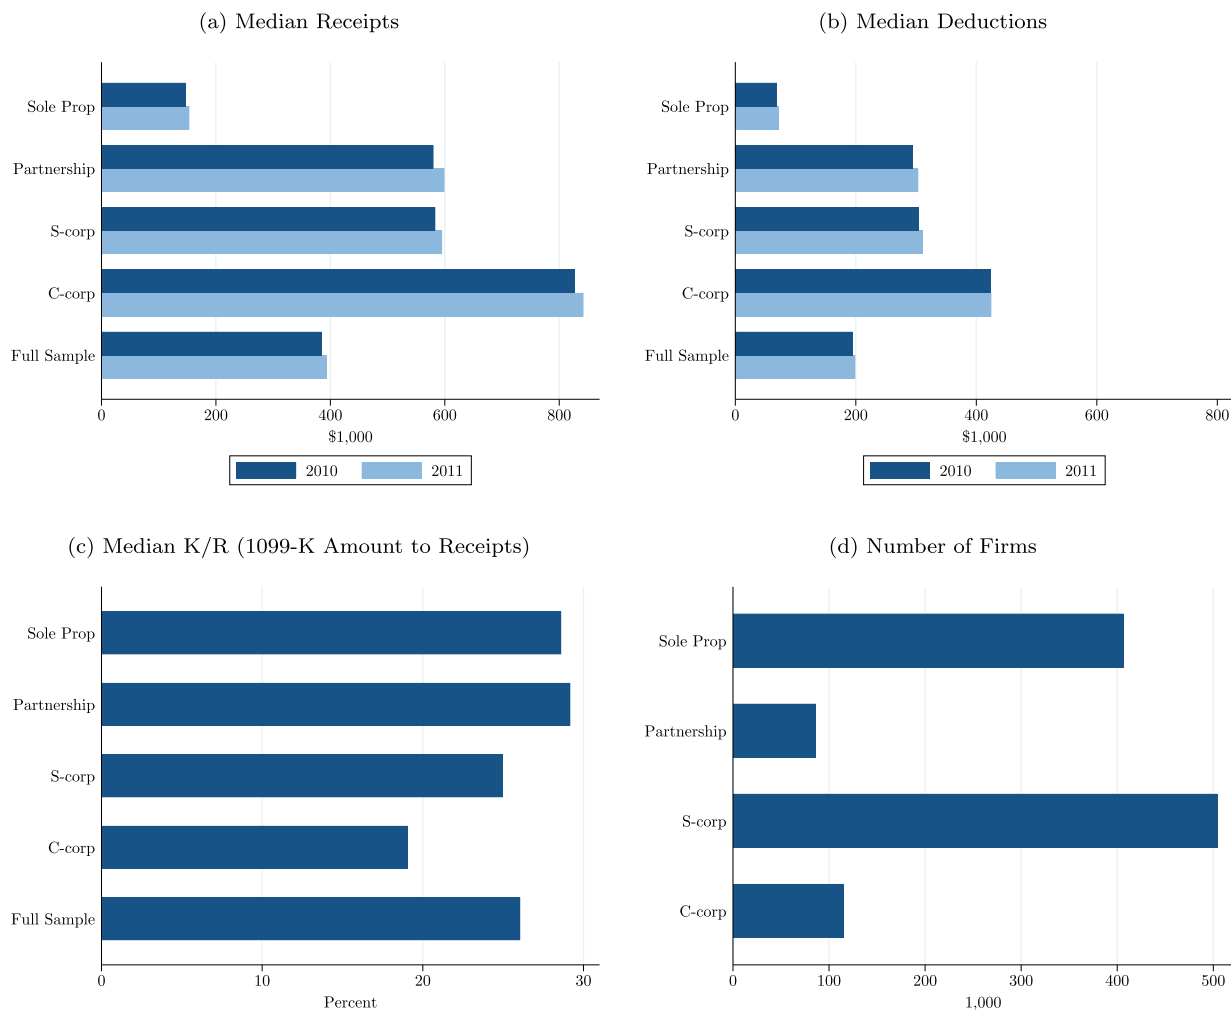 (a) Median Receipts
Sole Prop
Partnership
S-corp
C-corp
Full Sample
0 200 400 600 800
$1,000
2010 2011
(b) Median Deductions
Sole Prop
Partnership
S-corp
C-corp
Full Sample
0 200 400 600 800
$1,000
2010 2011
(c) Median K/R (1099-K Amount to Receipts)
Sole Prop
Partnership
S-corp
C-corp
Full Sample
0 10 20 30
Percent
(d) Number of Firms
Sole Prop
Partnership
S-corp
C-corp
0 100 200 300 400 500
1,000